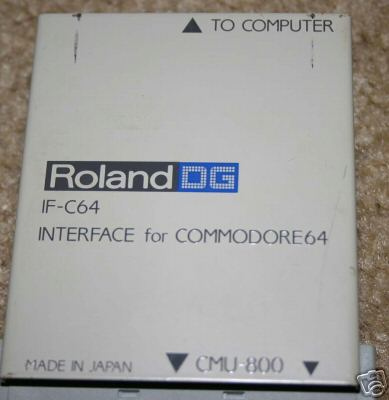 ▲ TO COMPUTER
Roland DG
IF-C64
INTERFACE for COMMODORE64
MADE IN JAPAN ▼ CMU-800 ▼